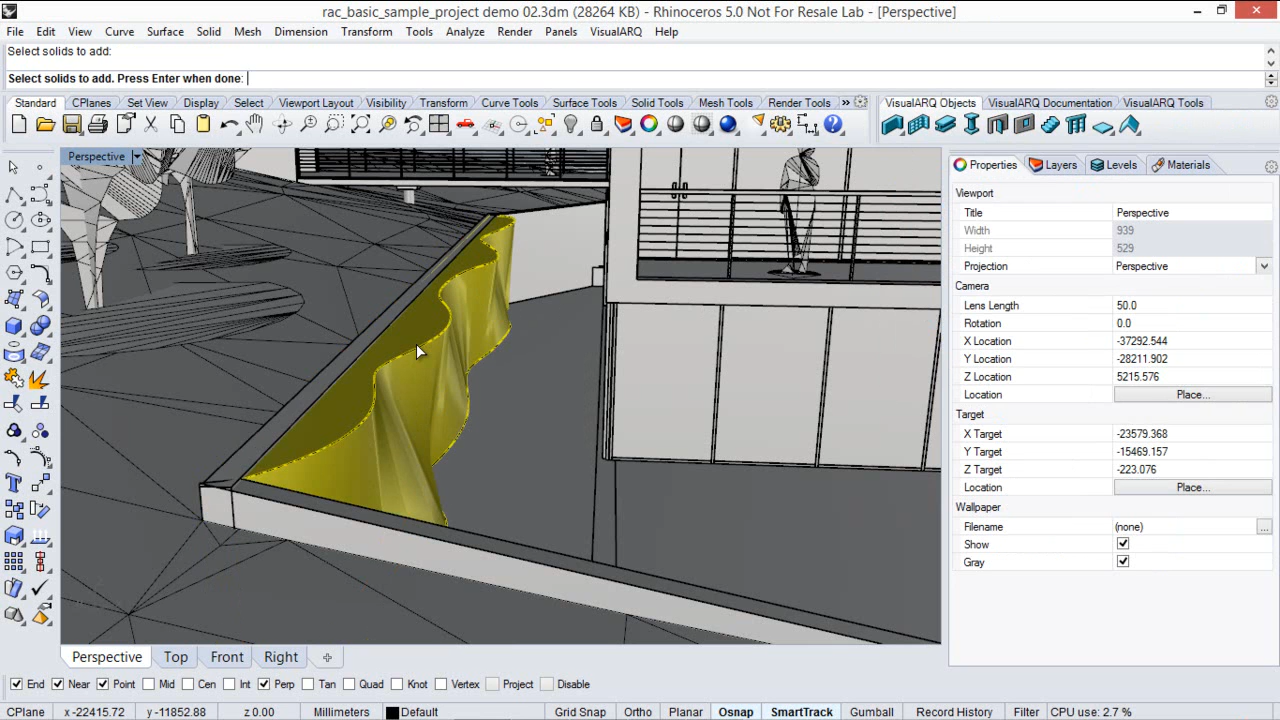 rac_basic_sample_project demo 02.3dm (28264 KB) - Rhinoceros 5.0 Not For Resale Lab - [Perspective]
File Edit View Curve Surface Solid Mesh Dimension Transform Tools Analyze Render Panels VisualARQ Help
Select solids to add:
Select solids to add. Press Enter when done:
Standard CPlanes Set View Display Select Viewport Layout Visibility Transform Curve Tools Surface Tools Solid Tools Mesh Tools Render Tools » VisualARQ Objects VisualARQ Documentation VisualARQ Tools
Perspective
Properties Layers Levels Materials
Viewport
Title Perspective
Width 939
Height 529
Projection Perspective
Camera
Lens Length 50.0
Rotation 0.0
X Location -37292.544
Y Location -28211.902
Z Location 5215.576
Location Place...
Target
X Target -23579.368
Y Target -15469.157
Z Target -223.076
Location Place...
Wallpaper
Filename (none) ...
Show
Gray
Perspective Top Front Right
End Near Point Mid Cen Int Perp Tan Quad Knot Vertex Project Disable
CPlane x -22415.72 y -11852.88 z 0.00 Millimeters Default Grid Snap Ortho Planar Osnap SmartTrack Gumball Record History Filter CPU use: 2.7 %